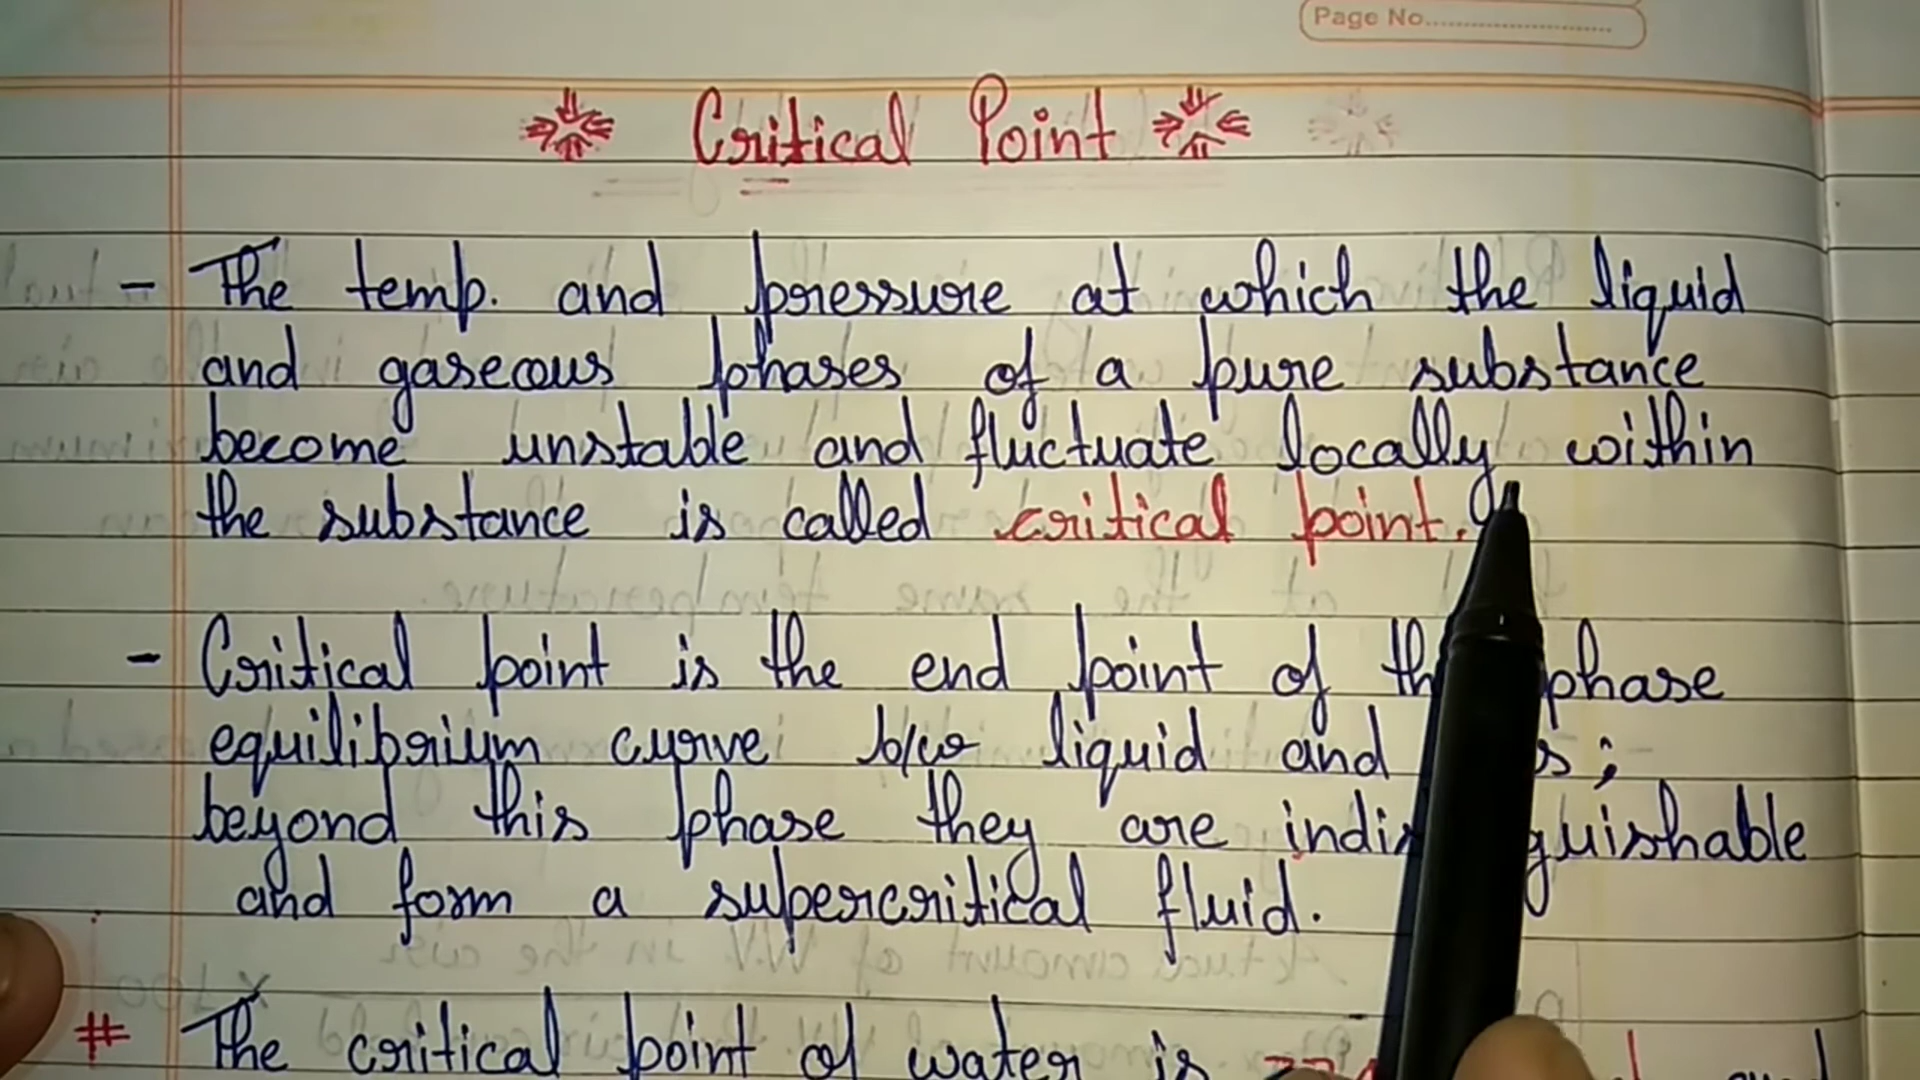 Page No.
Critical Point
- The temp. and pressure at which the liquid
and gaseous phases of a pure substance
become unstable and fluctuate locally within
the substance is called critical point.
- Critical point is the end point of phase
equilibrium curve b/w liquid and ;
beyond this phase they are
and form a supercritical fluid.
# The critical point of water is